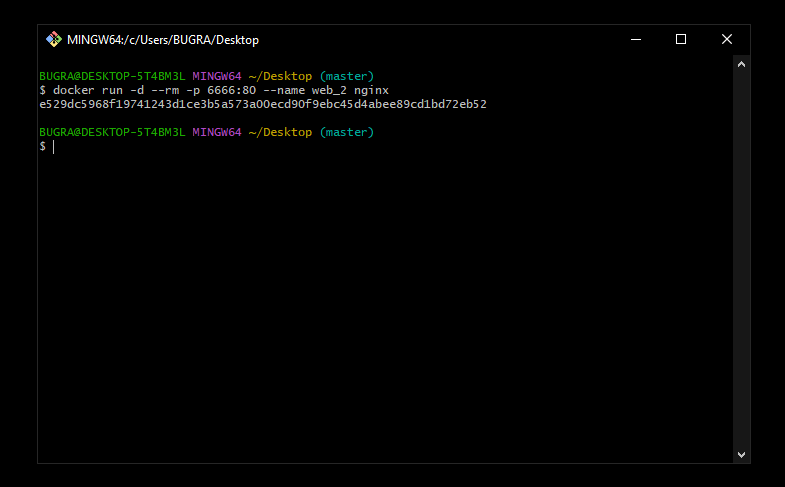 MINGW64:/c/Users/BUGRA/Desktop
BUGRA@DESKTOP-5T4BM3L MINGW64 ~/Desktop (master)
$ docker run -d --rm -p 6666:80 --name web_2 nginx
e529dc5968f19741243d1ce3b5a573a00ecd90f9ebc45d4abee89cd1bd72eb52
BUGRA@DESKTOP-5T4BM3L MINGW64 ~/Desktop (master)
$